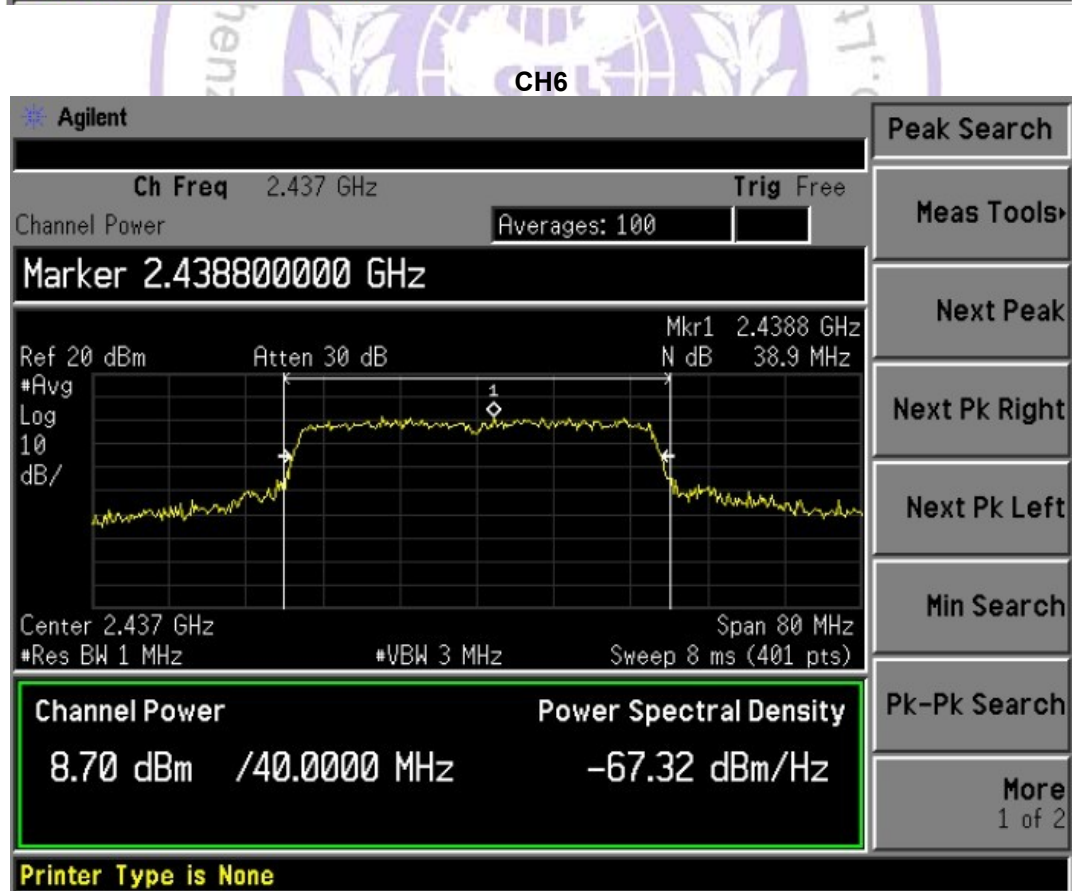 CH6
Agilent
Peak Search
Ch Freq 2.437 GHz Trig Free
Channel Power Averages: 100
Meas Tools
Marker 2.438800000 GHz
Next Peak
Mkr1 2.4388 GHz
Ref 20 dBm Atten 30 dB N dB 38.9 MHz
#Avg
Log
10
dB/
1
Next Pk Right
Next Pk Left
Min Search
Center 2.437 GHz Span 80 MHz
#Res BW 1 MHz #VBW 3 MHz Sweep 8 ms (401 pts)
Pk-Pk Search
Channel Power Power Spectral Density
8.70 dBm /40.0000 MHz -67.32 dBm/Hz
More
1 of 2
Printer Type is None